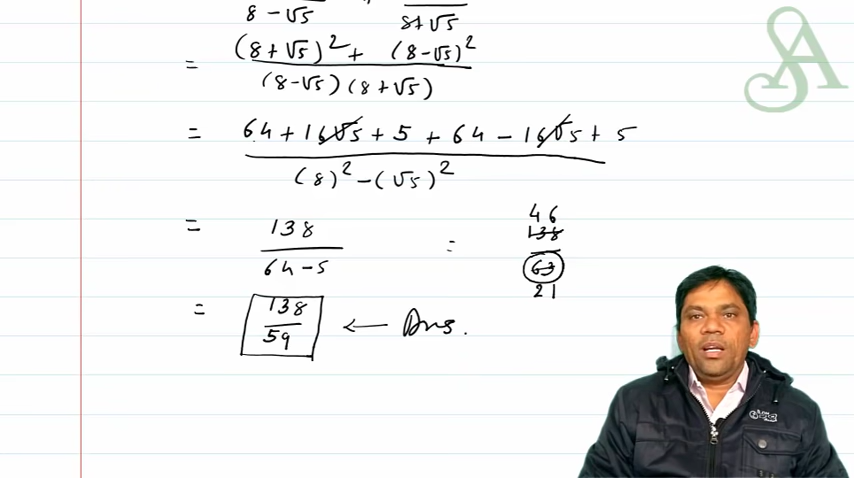 8 - √5    8 + √5
= (8 + √5)² + (8 - √5)² / (8 - √5)(8 + √5)
= 64 + 16√5 + 5 + 64 - 16√5 + 5 / (8)² - (√5)²
= 138 / 64 - 5 = 46 138 / 63 21
= 138 / 59 ← Ans.